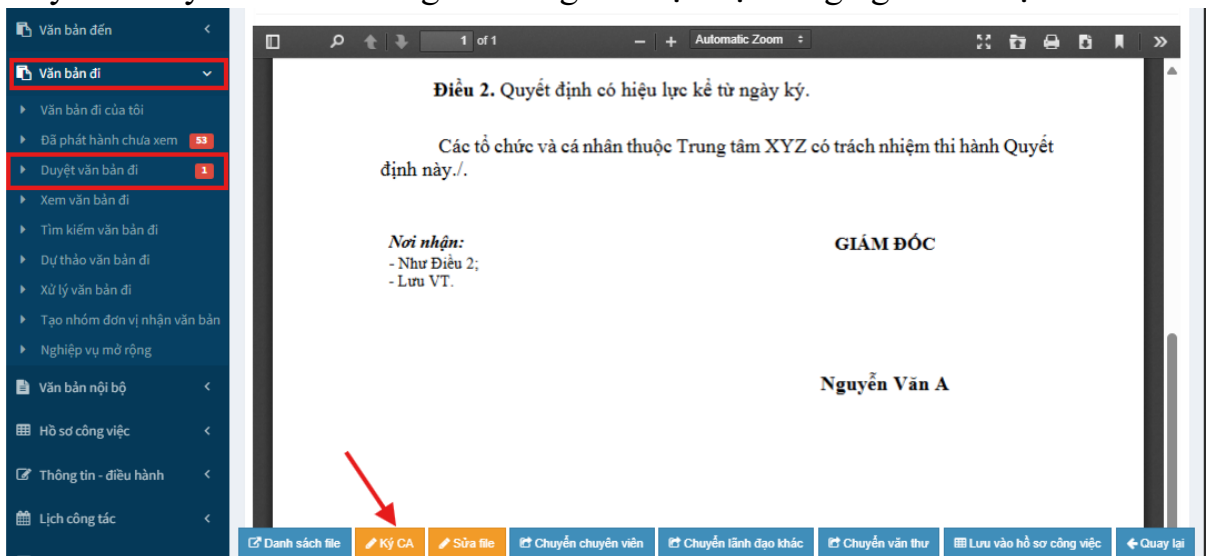 Văn bản đến
Văn bản đi
Văn bản đi của tôi
Đã phát hành chưa xem 53
Duyệt văn bản đi 1
Xem văn bản đi
Tìm kiếm văn bản đi
Dự thảo văn bản đi
Xử lý văn bản đi
Tạo nhóm đơn vị nhận văn bản
Nghiệp vụ mở rộng
Văn bản nội bộ
Hồ sơ công việc
Thông tin - điều hành
Lịch công tác
1 of 1
Automatic Zoom
Điều 2. Quyết định có hiệu lực kể từ ngày ký.
Các tổ chức và cá nhân thuộc Trung tâm XYZ có trách nhiệm thi hành Quyết
định này./.
Nơi nhận:
- Như Điều 2;
- Lưu VT.
GIÁM ĐỐC
Nguyễn Văn A
Danh sách file
Ký CA
Sửa file
Chuyển chuyên viên
Chuyển lãnh đạo khác
Chuyển văn thư
Lưu vào hồ sơ công việc
Quay lại